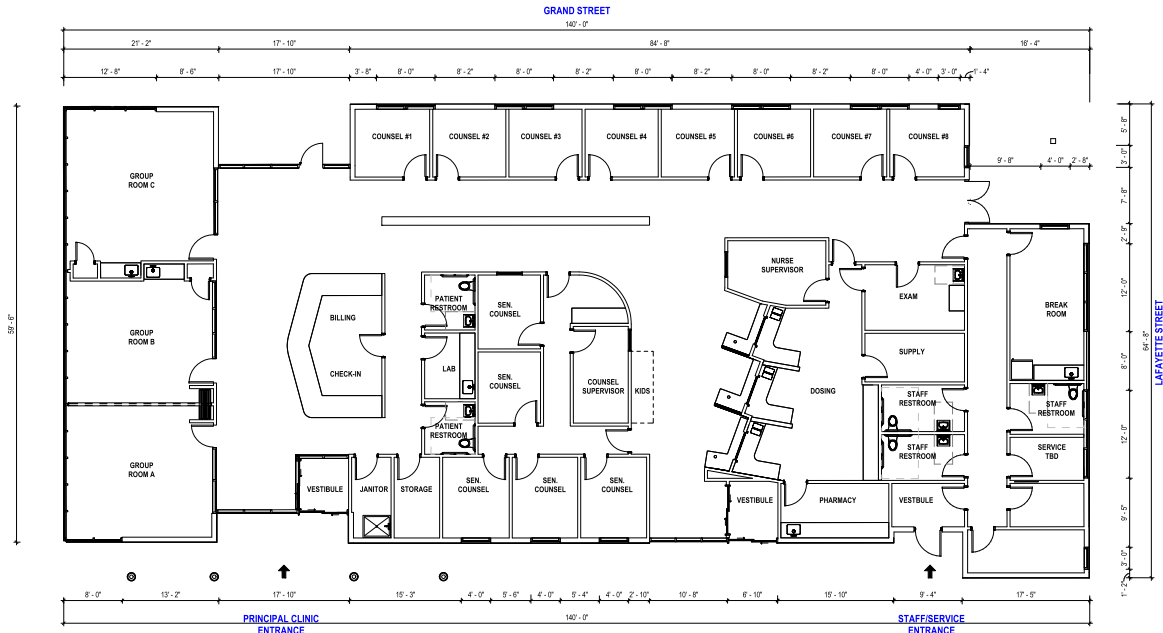 GRAND STREET
140' - 0"
21' - 2"
17' - 10"
84' - 8"
16' - 4"
12' - 8"
8' - 6"
17' - 10"
3' - 8"
8' - 0"
8' - 2"
8' - 0"
8' - 2"
8' - 0"
8' - 2"
8' - 0"
8' - 2"
8' - 0"
4' - 0"
3' - 0"
1' - 4"
COUNSEL #1
COUNSEL #2
COUNSEL #3
COUNSEL #4
COUNSEL #5
COUNSEL #6
COUNSEL #7
COUNSEL #8
5' - 8"
3' - 0"
9' - 8"
4' - 0"
2' - 8"
GROUP
ROOM C
7' - 8"
2' - 9"
NURSE
SUPERVISOR
EXAM
12' - 0"
BREAK
ROOM
PATIENT
RESTROOM
SEN.
COUNSEL
BILLING
59' - 6"
GROUP
ROOM B
64' - 8"
LAFAYETTE STREET
SUPPLY
8' - 0"
CHECK-IN
LAB
SEN.
COUNSEL
COUNSEL
SUPERVISOR
KIDS
DOSING
STAFF
RESTROOM
STAFF
RESTROOM
PATIENT
RESTROOM
12' - 0"
STAFF
RESTROOM
SERVICE
TBD
GROUP
ROOM A
VESTIBULE
JANITOR
STORAGE
SEN.
COUNSEL
SEN.
COUNSEL
SEN.
COUNSEL
VESTIBULE
PHARMACY
VESTBULE
9' - 5"
3' - 0"
1' - 2"
8' - 0"
13' - 2"
17' - 10"
15' - 3"
4' - 0"
5' - 6"
4' - 0"
5' - 4"
4' - 0"
2' - 10"
10' - 8"
6' - 10"
15' - 10"
9' - 4"
17' - 5"
140' - 0"
PRINCIPAL CLINIC
ENTRANCE
STAFF/SERVICE
ENTRANCE